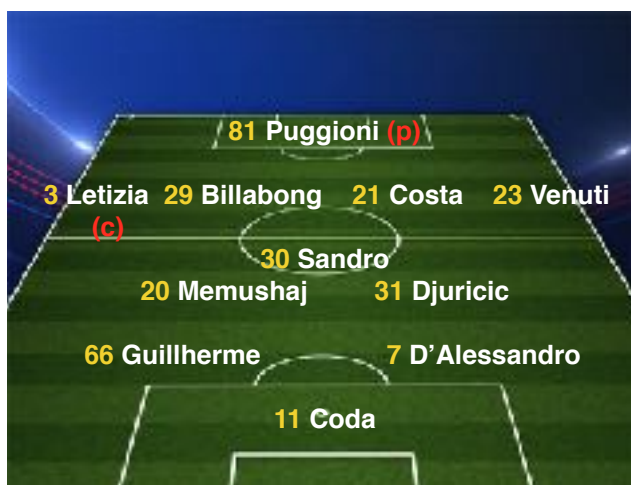 81 Puggioni (p)
3 Letizia 29 Billabong 21 Costa 23 Venuti
(c)
30 Sandro
20 Memushaj 31 Djuricic
66 Guillherme 7 D'Alessandro
11 Coda